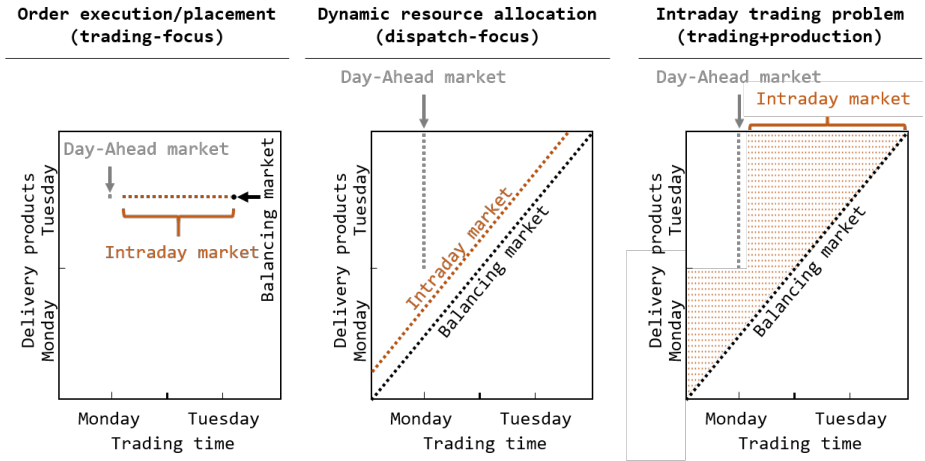 Order execution/placement
(trading-focus)
Day-Ahead market
Intraday market
Balancing market
Delivery products
Monday Tuesday
Monday Tuesday
Trading time
Dynamic resource allocation
(dispatch-focus)
Day-Ahead market
Intraday market
Balancing market
Delivery products
Monday Tuesday
Monday Tuesday
Trading time
Intraday trading problem
(trading+production)
Day-Ahead market
Intraday market
Balancing market
Delivery products
Monday Tuesday
Monday Tuesday
Trading time